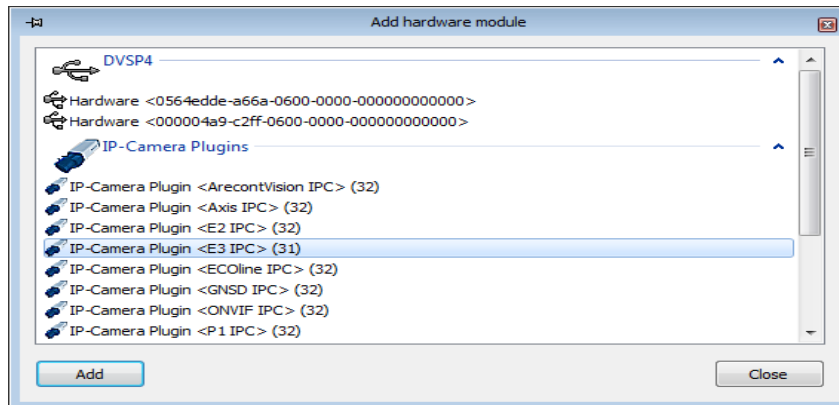 Add hardware module
DVSP4
Hardware <0564edde-a66a-0600-0000-000000000000>
Hardware <000004a9-c2ff-0600-0000-000000000000>
IP-Camera Plugins
IP-Camera Plugin <ArecontVision IPC> (32)
IP-Camera Plugin <Axis IPC> (32)
IP-Camera Plugin <E2 IPC> (32)
IP-Camera Plugin <E3 IPC> (31)
IP-Camera Plugin <ECOline IPC> (32)
IP-Camera Plugin <GNSD IPC> (32)
IP-Camera Plugin <ONVIF IPC> (32)
IP-Camera Plugin <P1 IPC> (32)
Add
Close